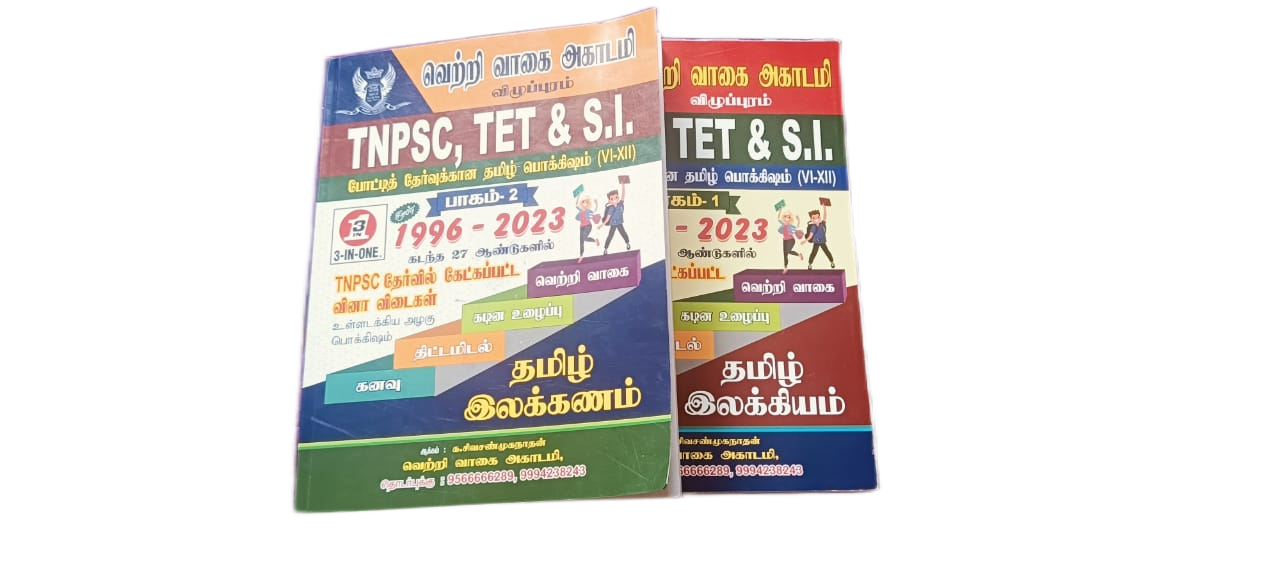 வெற்றி வாகை அகாடமி
விழுப்புரம்
TNPSC, TET & S.I.
போட்டித் தேர்வுக்கான தமிழ் பொக்கிஷம் (VI-XII)
பாகம்- 2
3 IN 1
3-IN-ONE.
1996 - 2023
கடந்த 27 ஆண்டுகளில்
TNPSC தேர்வில் கேட்கப்பட்ட
வினா விடைகள்
உள்ளடக்கிய அழகு
பொக்கிஷம்
வெற்றி வாகை
கடின உழைப்பு
திட்டமிடல்
கனவு
தமிழ்
இலக்கணம்
ஆக்கம் : க.சிவசண்முகநாதன்
வெற்றி வாகை அகாடமி,
தொடர்புக்கு : 9566666289, 9994238243
றி வாகை அகாடமி
விழுப்புரம்
TET & S.I.
ன தமிழ் பொக்கிஷம் (VI-XII)
கம்- 1
- 2023
ஆண்டுகளில்
கேட்கப்பட்ட
வெற்றி வாகை
கடின உழைப்பு
டல்
தமிழ்
இலக்கியம்
சிவசண்முகநாதன்
வாகை அகாடமி,
66666289, 9994238243